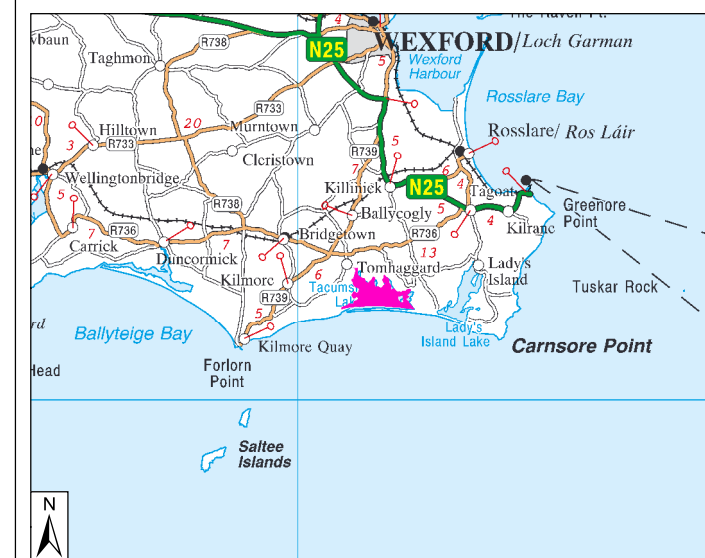 The Raven Pt.
4
R738
N25
WEXFORD/Loch Garman
Taghmon
5
Wexford
Harbour
Rosslare Bay
R733
20
Hilltown
3
R733
Murntown
5
Rosslare/ Ros Láir
R739
Cleristown
7
6
Wellingtonbridge
Killinick
N25
4
Tagoat
5
R738
Ballycogly
5
Greenore
Point
4
Kilrane
7
R736
Carrick
Duncormick
7
Bridgetown
R736
13
Kilmore
6
Tomhaggard
Lady's
Island
R739
Tuskar Rock
5
Ballyteige Bay
Lady's
Island Lake
Carnsore Point
Kilmore Quay
Forlorn
Point
Head
Saltee
Islands
N